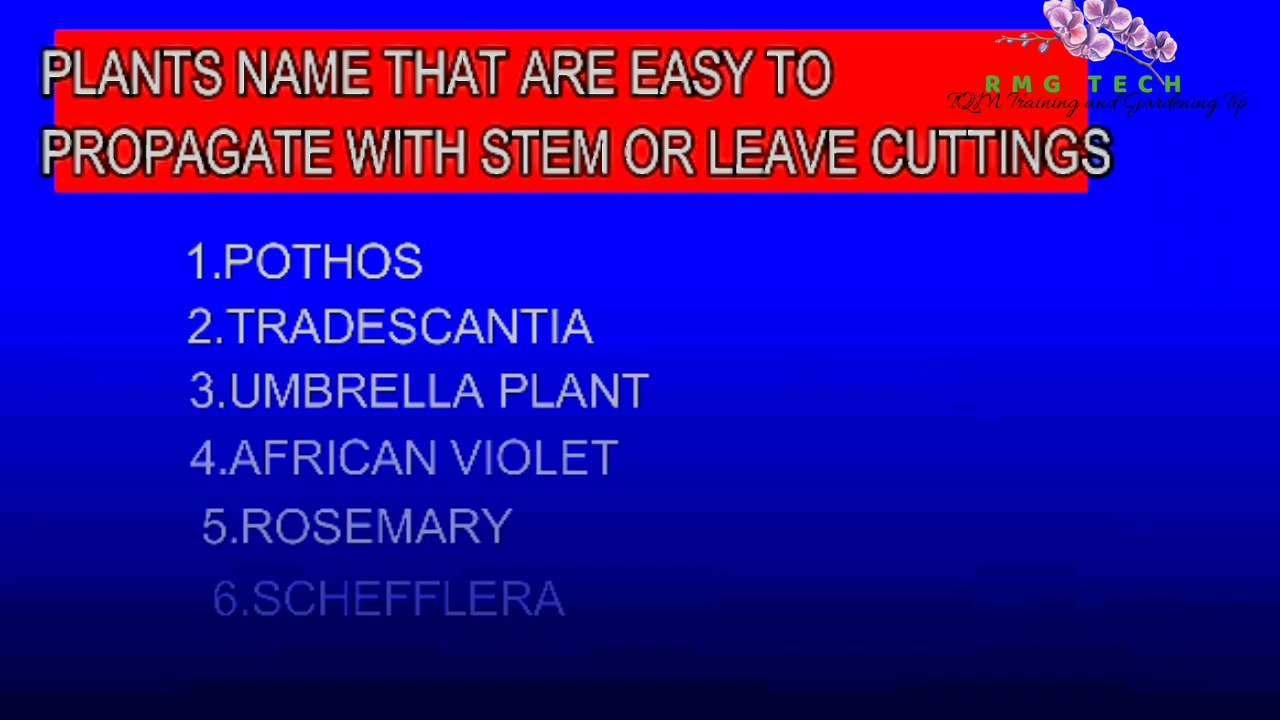 PLANTS NAME THAT ARE EASY TO
PROPAGATE WITH STEM OR LEAVE CUTTINGS
RMG TECH
TQM Training and Gardening Tip
1.POTHOS
2.TRADESCANTIA
3.UMBRELLA PLANT
4.AFRICAN VIOLET
5.ROSEMARY
6.SCHEFFLERA